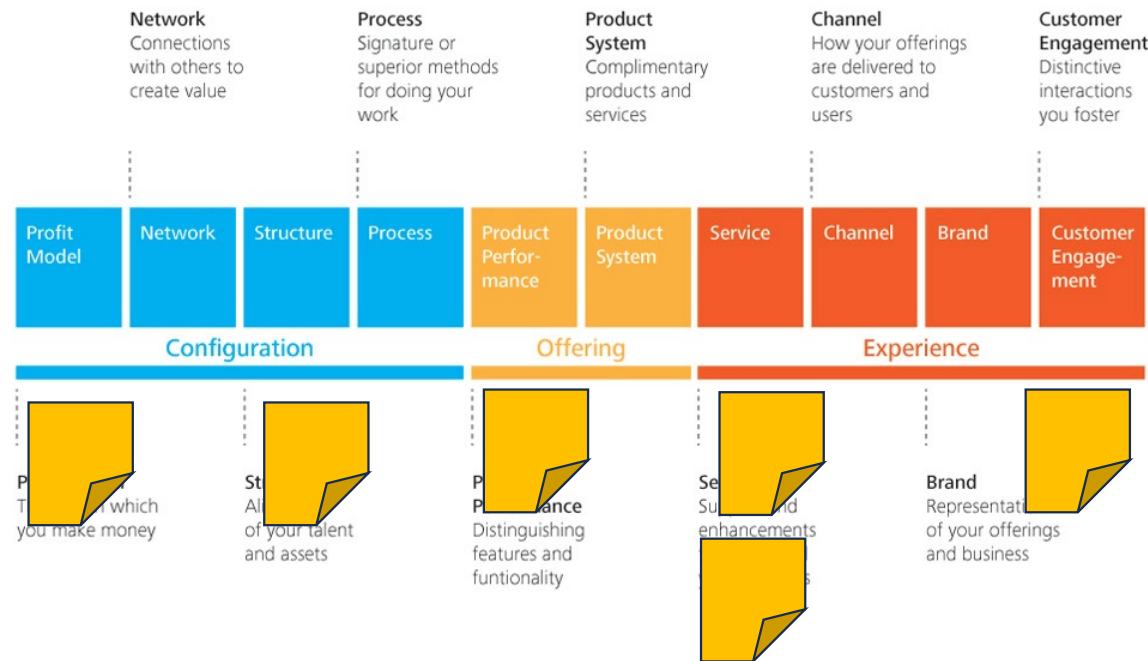 Network
Connections
with others to
create value
Process
Signature or
superior methods
for doing your
work
Product
System
Complimentary
products and
services
Channel
How your offerings
are delivered to
customers and
users
Customer
Engagement
Distinctive
interactions
you foster
Profit
Model
Network
Structure
Process
Product
Perfor-
mance
Product
System
Service
Channel
Brand
Customer
Engage-
ment
Configuration
Offering
Experience
which
you make money
of your talent
and assets
Distinguishing
features and
funtionality
enhancements
Brand
of your offerings
and business